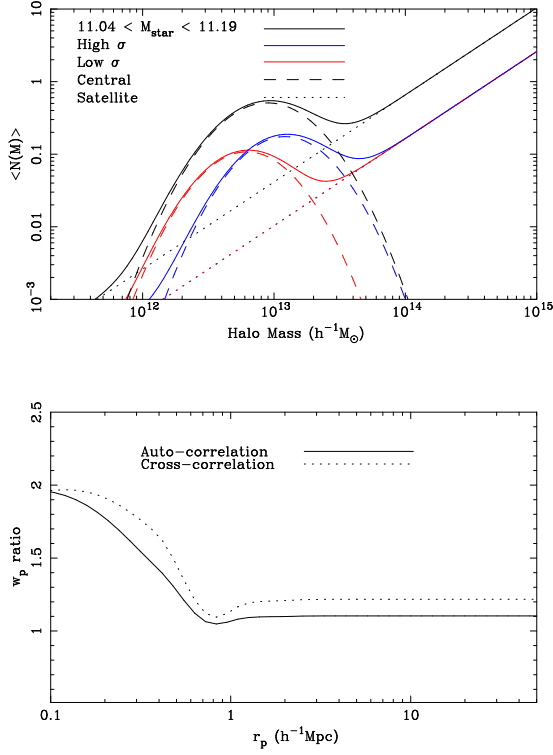 11.04 < M_star < 11.19
High σ
Low σ
Central
Satellite
10
1
0.1
0.01
10⁻³
<N(M)>
10¹² 10¹³ 10¹⁴ 10¹⁵
Halo Mass (h⁻¹M_⊙)
2.5
2
1.5
1
w_p ratio
Auto-correlation
Cross-correlation
0.1 1 10
r_p (h⁻¹Mpc)